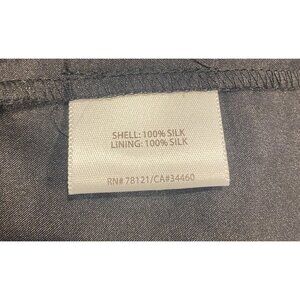 SHELL: 100% SILK
LINING: 100% SILK
RN# 78121/CA#34460